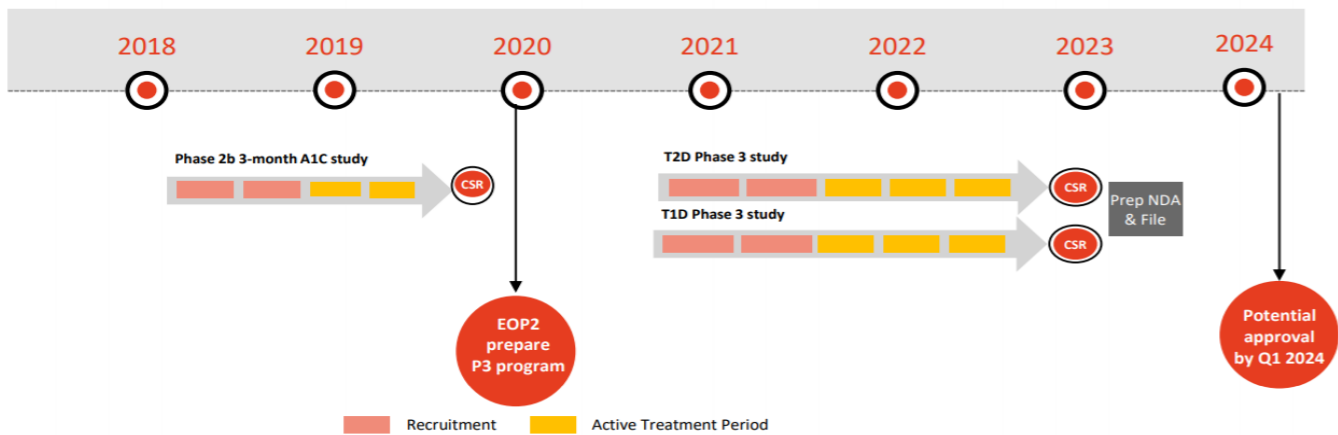 2018 2019 2020 2021 2022 2023 2024
Phase 2b 3-month A1C study
CSR
T2D Phase 3 study
CSR
T1D Phase 3 study
CSR
Prep NDA
& File
EOP2
prepare
P3 program
Potential
approval
by Q1 2024
Recruitment
Active Treatment Period